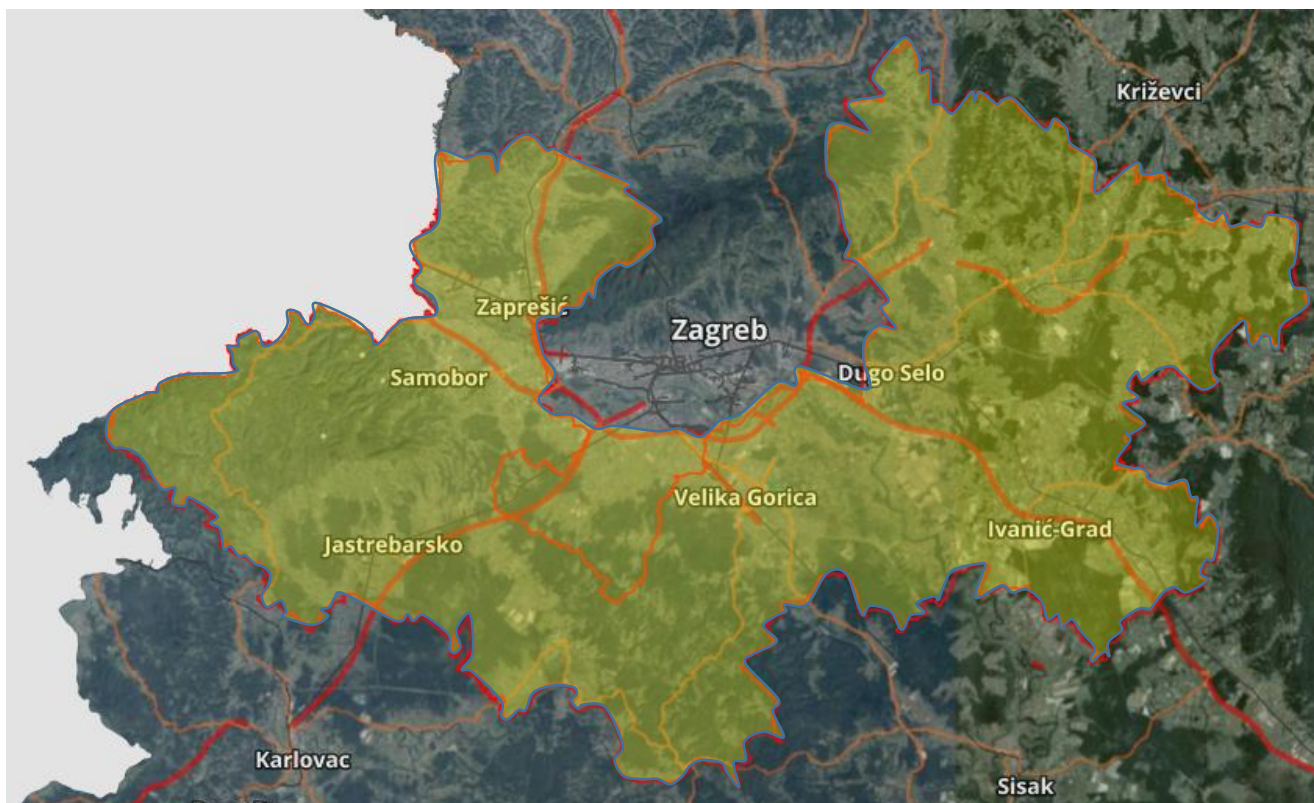 Križevci
Zaprešić
Zagreb
Samobor
Dugo Selo
Velika Gorica
Ivanić-Grad
Jastrebarsko
Karlovac
Sisak